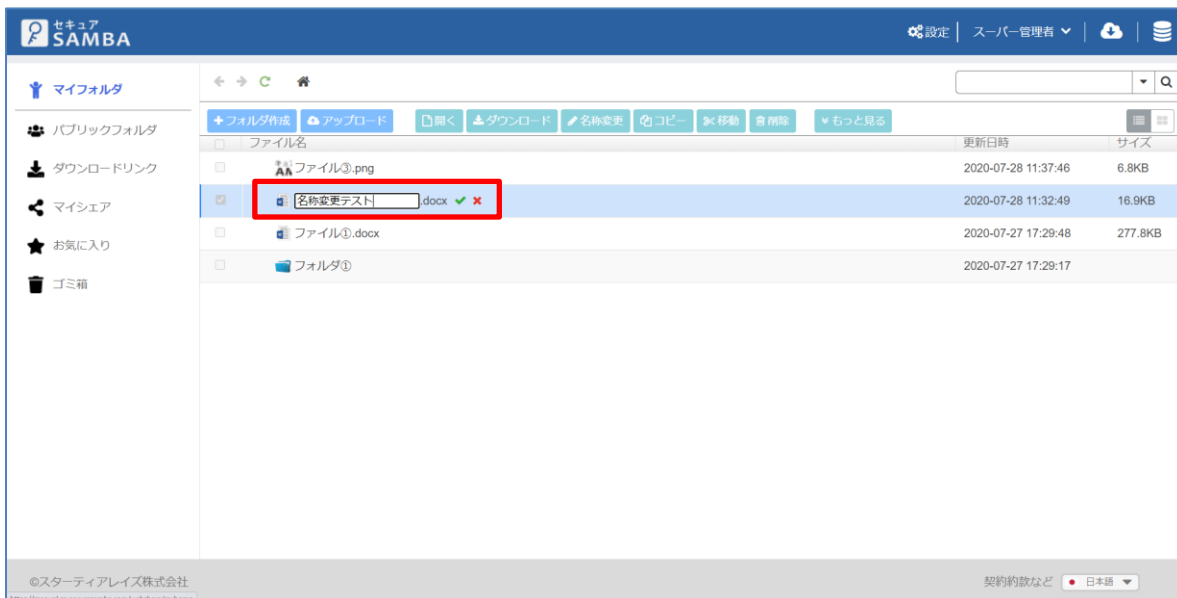 セキュア
SAMBA
設定 スーパー管理者
マイフォルダ
パブリックフォルダ
ダウンロードリンク
マイシェア
お気に入り
ゴミ箱
+フォルダ作成 アップロード 開く ダウンロード 名称変更 コピー 移動 削除 もっと見る
ファイル名 更新日時 サイズ
ファイル③.png 2020-07-28 11:37:46 6.8KB
名称変更テスト .docx 2020-07-28 11:32:49 16.9KB
ファイル①.docx 2020-07-27 17:29:48 277.8KB
フォルダ① 2020-07-27 17:29:17
©スターティアレイズ株式会社 契約約款など 日本語